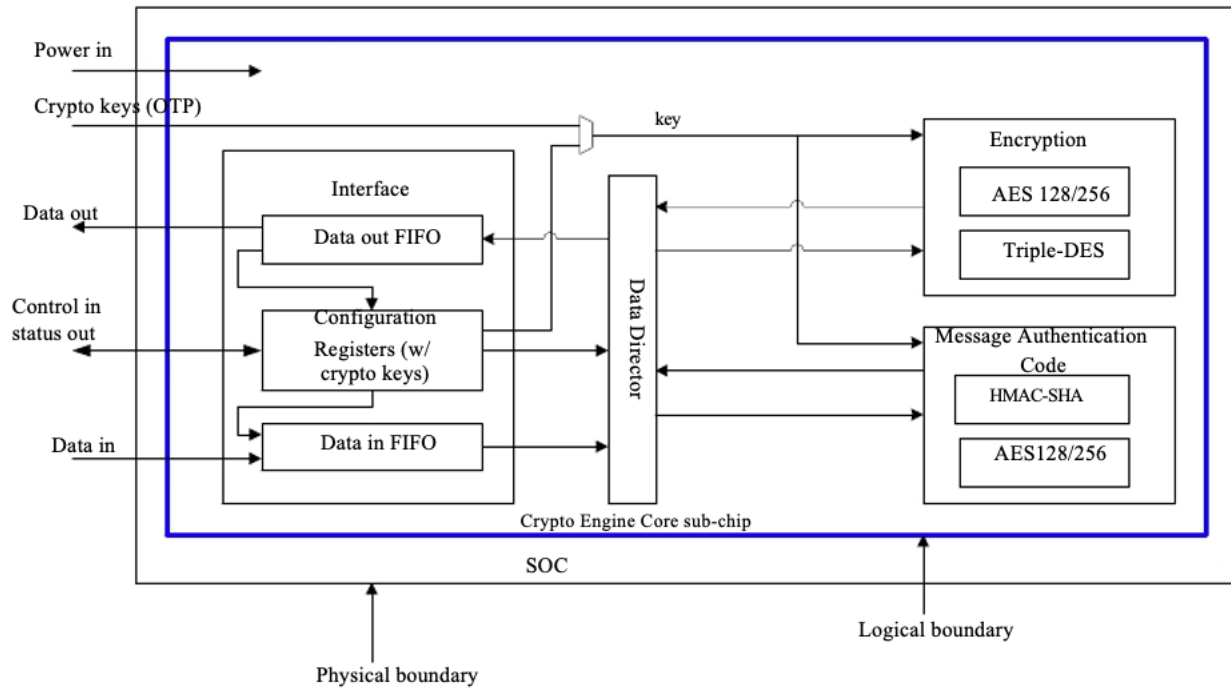 Power in
Crypto keys (OTP)
key
Encryption
AES 128/256
Triple-DES
Interface
Data out
Data out FIFO
Control in
status out
Configuration
Registers (w/
crypto keys)
Data in
Data in FIFO
Data Director
Message Authentication
Code
HMAC-SHA
AES128/256
Crypto Engine Core sub-chip
SOC
Logical boundary
Physical boundary